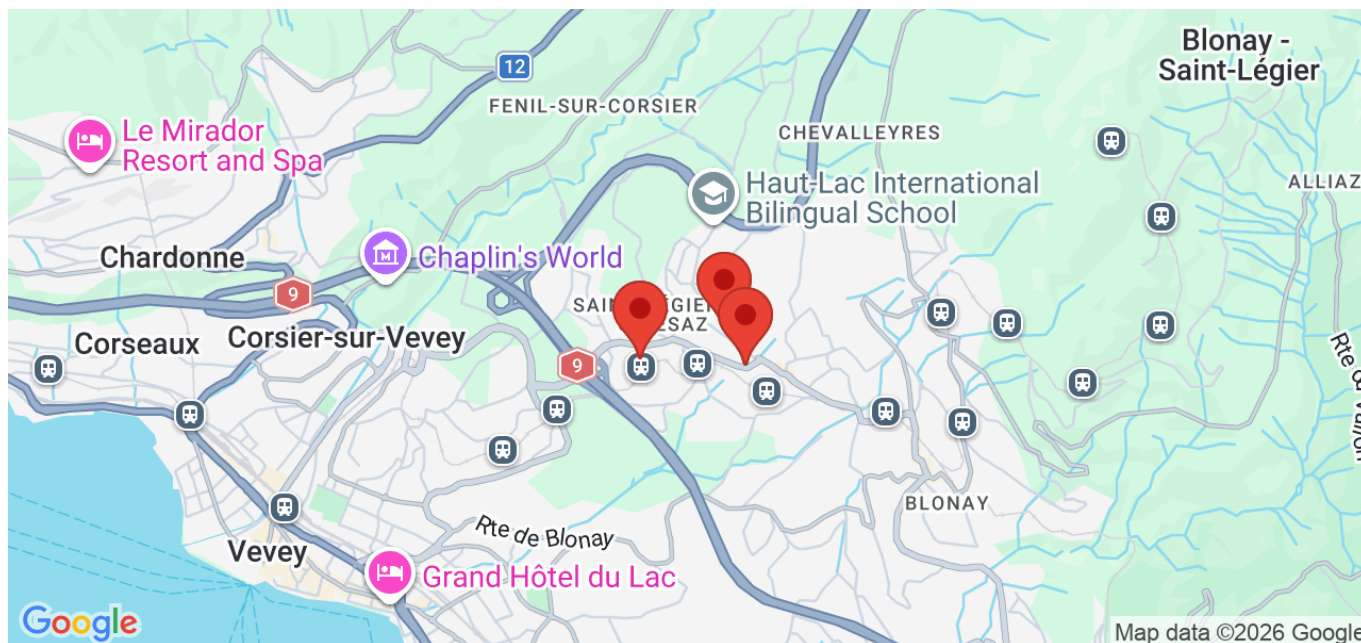 12
Blonay -
Saint-Légier
FENIL-SUR-CORSIER
CHEVALLEYRES
Le Mirador
Resort and Spa
Haut-Lac International
Bilingual School
ALLIAZ
Chardonne
Chaplin's World
9
Corsier-sur-Vevey
Corseaux
9
Rte de Blonay
BLONAY
Vevey
Grand Hôtel du Lac
Google
Map data ©2026 Google